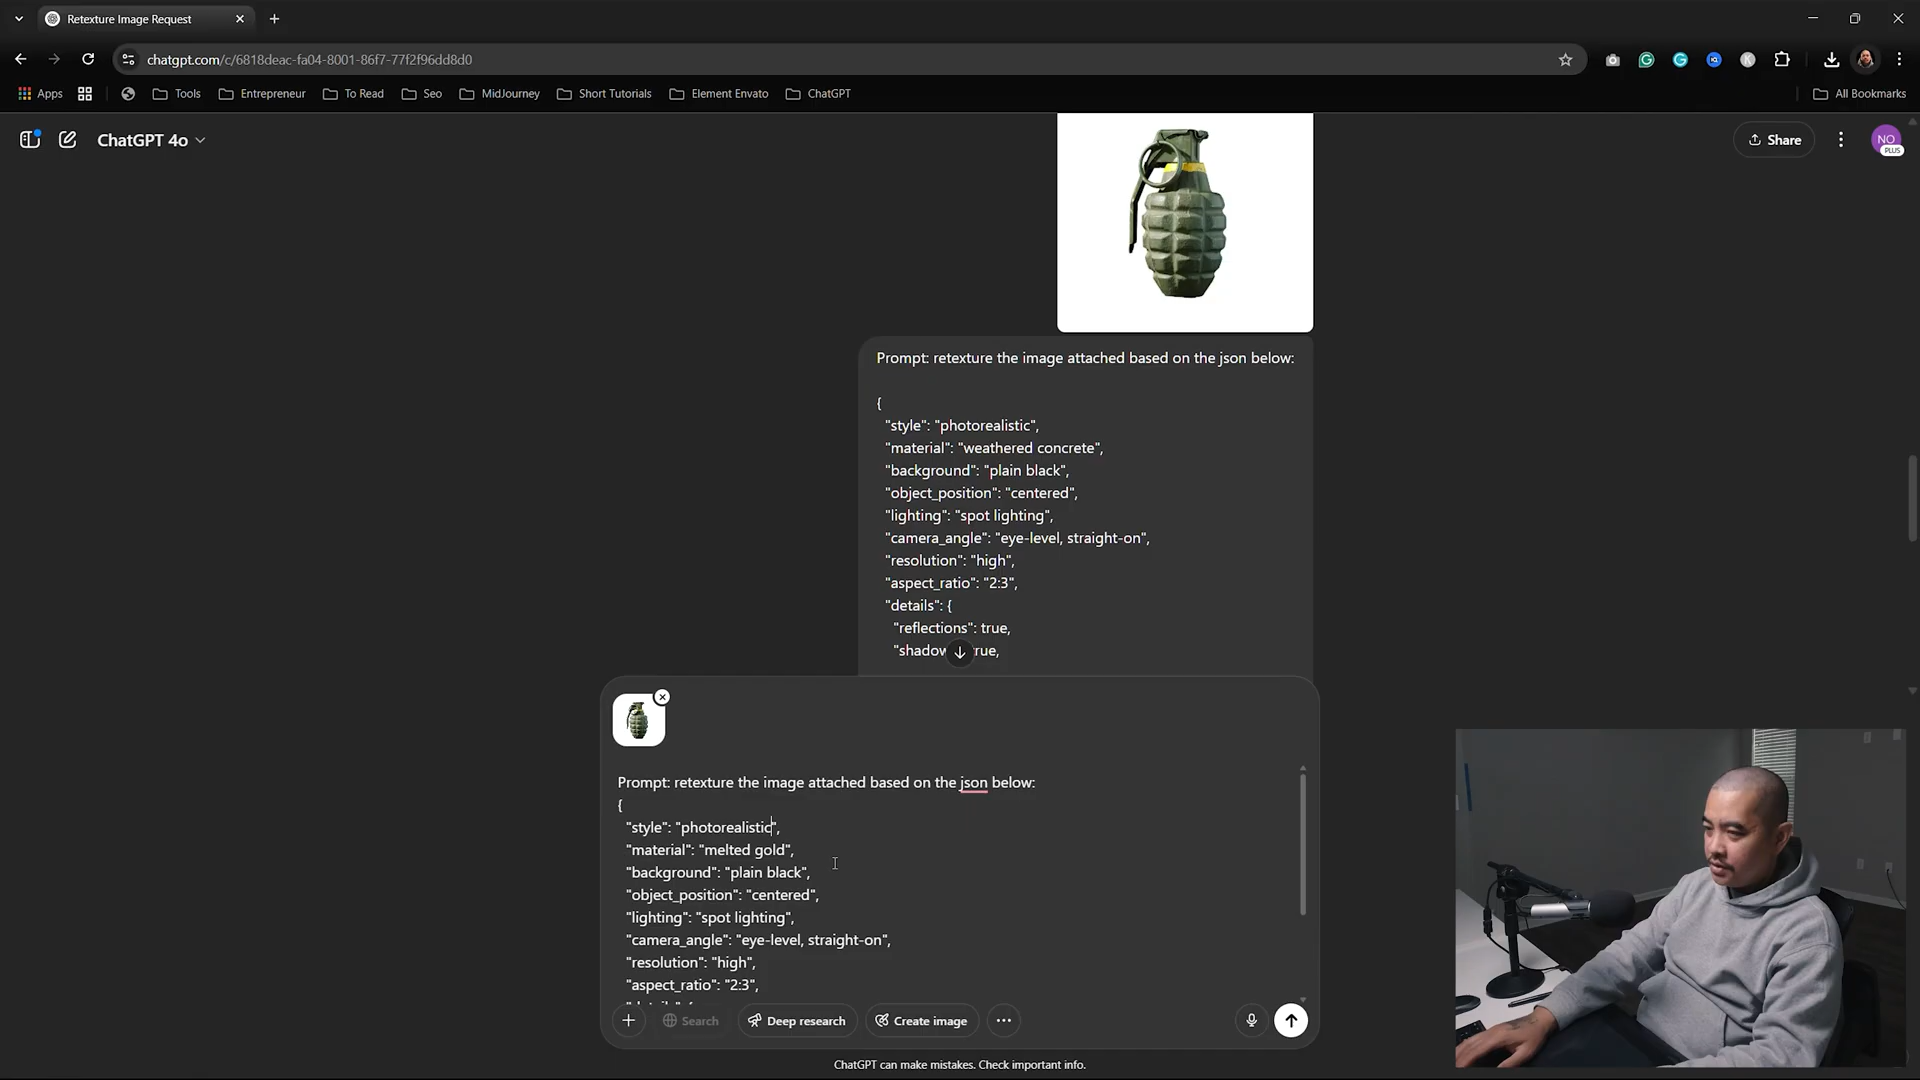 Retexture Image Request
chatgpt.com/c/6818deac-fa04-8001-86f7-77f2f96dd8d0
Apps
Tools
Entrepreneur
To Read
Seo
MidJourney
Short Tutorials
Element Envato
ChatGPT
All Bookmarks
ChatGPT 4o
Share
NO
PLUS
Prompt: retexture the image attached based on the json below:
{
"style": "photorealistic",
"material": "weathered concrete",
"background": "plain black",
"object_position": "centered",
"lighting": "spot lighting",
"camera_angle": "eye-level, straight-on",
"resolution": "high",
"aspect_ratio": "2:3",
"details": {
"reflections": true,
"shadow rue,
Prompt: retexture the image attached based on the json below:
{
"style": "photorealistic",
"material": "melted gold",
"background": "plain black",
"object_position": "centered",
"lighting": "spot lighting",
"camera_angle": "eye-level, straight-on",
"resolution": "high",
"aspect_ratio": "2:3",
Search
Deep research
Create image
ChatGPT can make mistakes. Check important info.